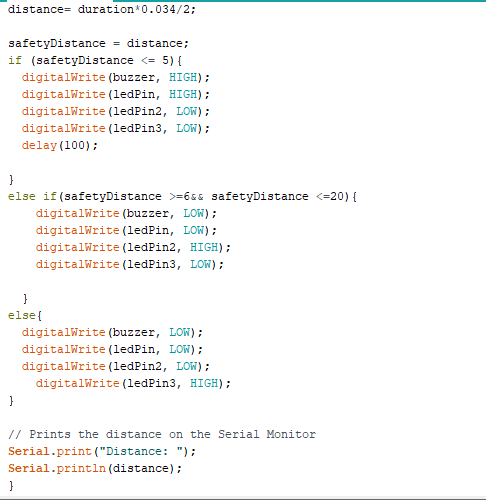 distance= duration*0.034/2;
safetyDistance = distance;
if (safetyDistance <= 5){
digitalWrite(buzzer, HIGH);
digitalWrite(ledPin, HIGH);
digitalWrite(ledPin2, LOW);
digitalWrite(ledPin3, LOW);
delay(100);
}
else if(safetyDistance >=6&& safetyDistance <=20){
digitalWrite(buzzer, LOW);
digitalWrite(ledPin, LOW);
digitalWrite(ledPin2, HIGH);
digitalWrite(ledPin3, LOW);
}
else{
digitalWrite(buzzer, LOW);
digitalWrite(ledPin, LOW);
digitalWrite(ledPin2, LOW);
digitalWrite(ledPin3, HIGH);
}
// Prints the distance on the Serial Monitor
Serial.print("Distance: ");
Serial.println(distance);
}